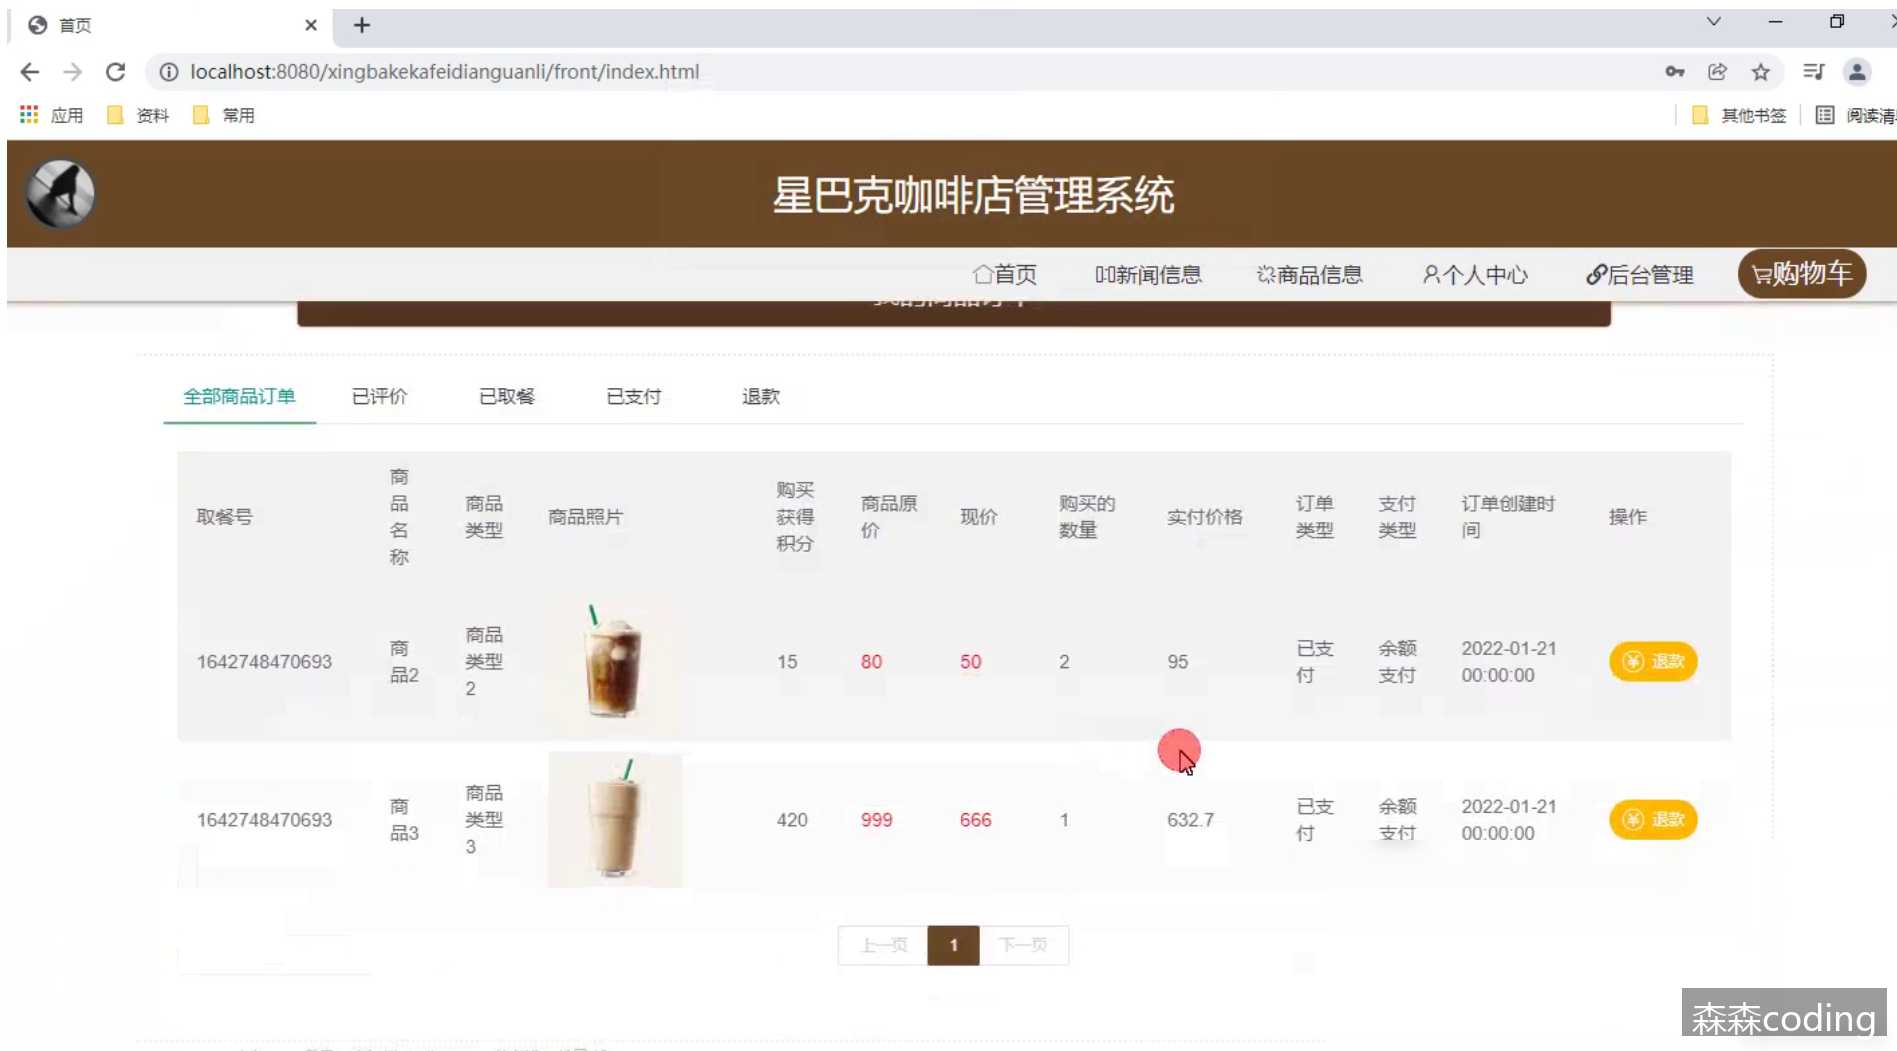 首页
localhost:8080/xingbakekafeidianguanli/front/index.html
应用 资料 常用 其他书签 阅读清
星巴克咖啡店管理系统
首页 新闻信息 商品信息 个人中心 后台管理 购物车
全部商品订单 已评价 已取餐 已支付 退款
取餐号 商品名称 商品类型 商品照片 购买获得积分 商品原价 现价 购买的数量 实付价格 订单类型 支付类型 订单创建时间 操作
1642748470693 商品2 商品类型2 15 80 50 2 95 已支付 余额支付 2022-01-21 00:00:00 退款
1642748470693 商品3 商品类型3 420 999 666 1 632.7 已支付 余额支付 2022-01-21 00:00:00 退款
上一页 1 下一页
森森coding